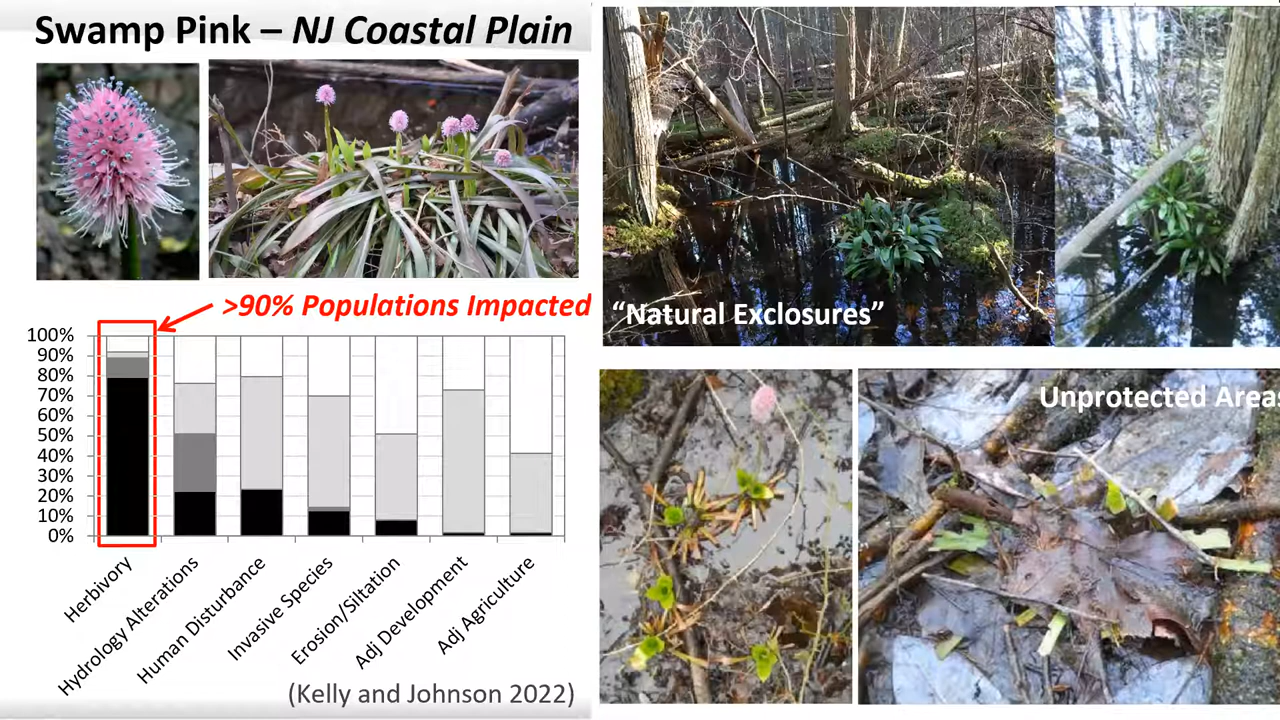 Swamp Pink – NJ Coastal Plain
>90% Populations Impacted
100%
90%
80%
70%
60%
50%
40%
30%
20%
10%
0%
Herbivory
Hydrology Alterations
Human Disturbance
Invasive Species
Erosion/Siltation
Adj Development
Adj Agriculture
(Kelly and Johnson 2022)
“Natural Exclosures”
Unprotected Areas